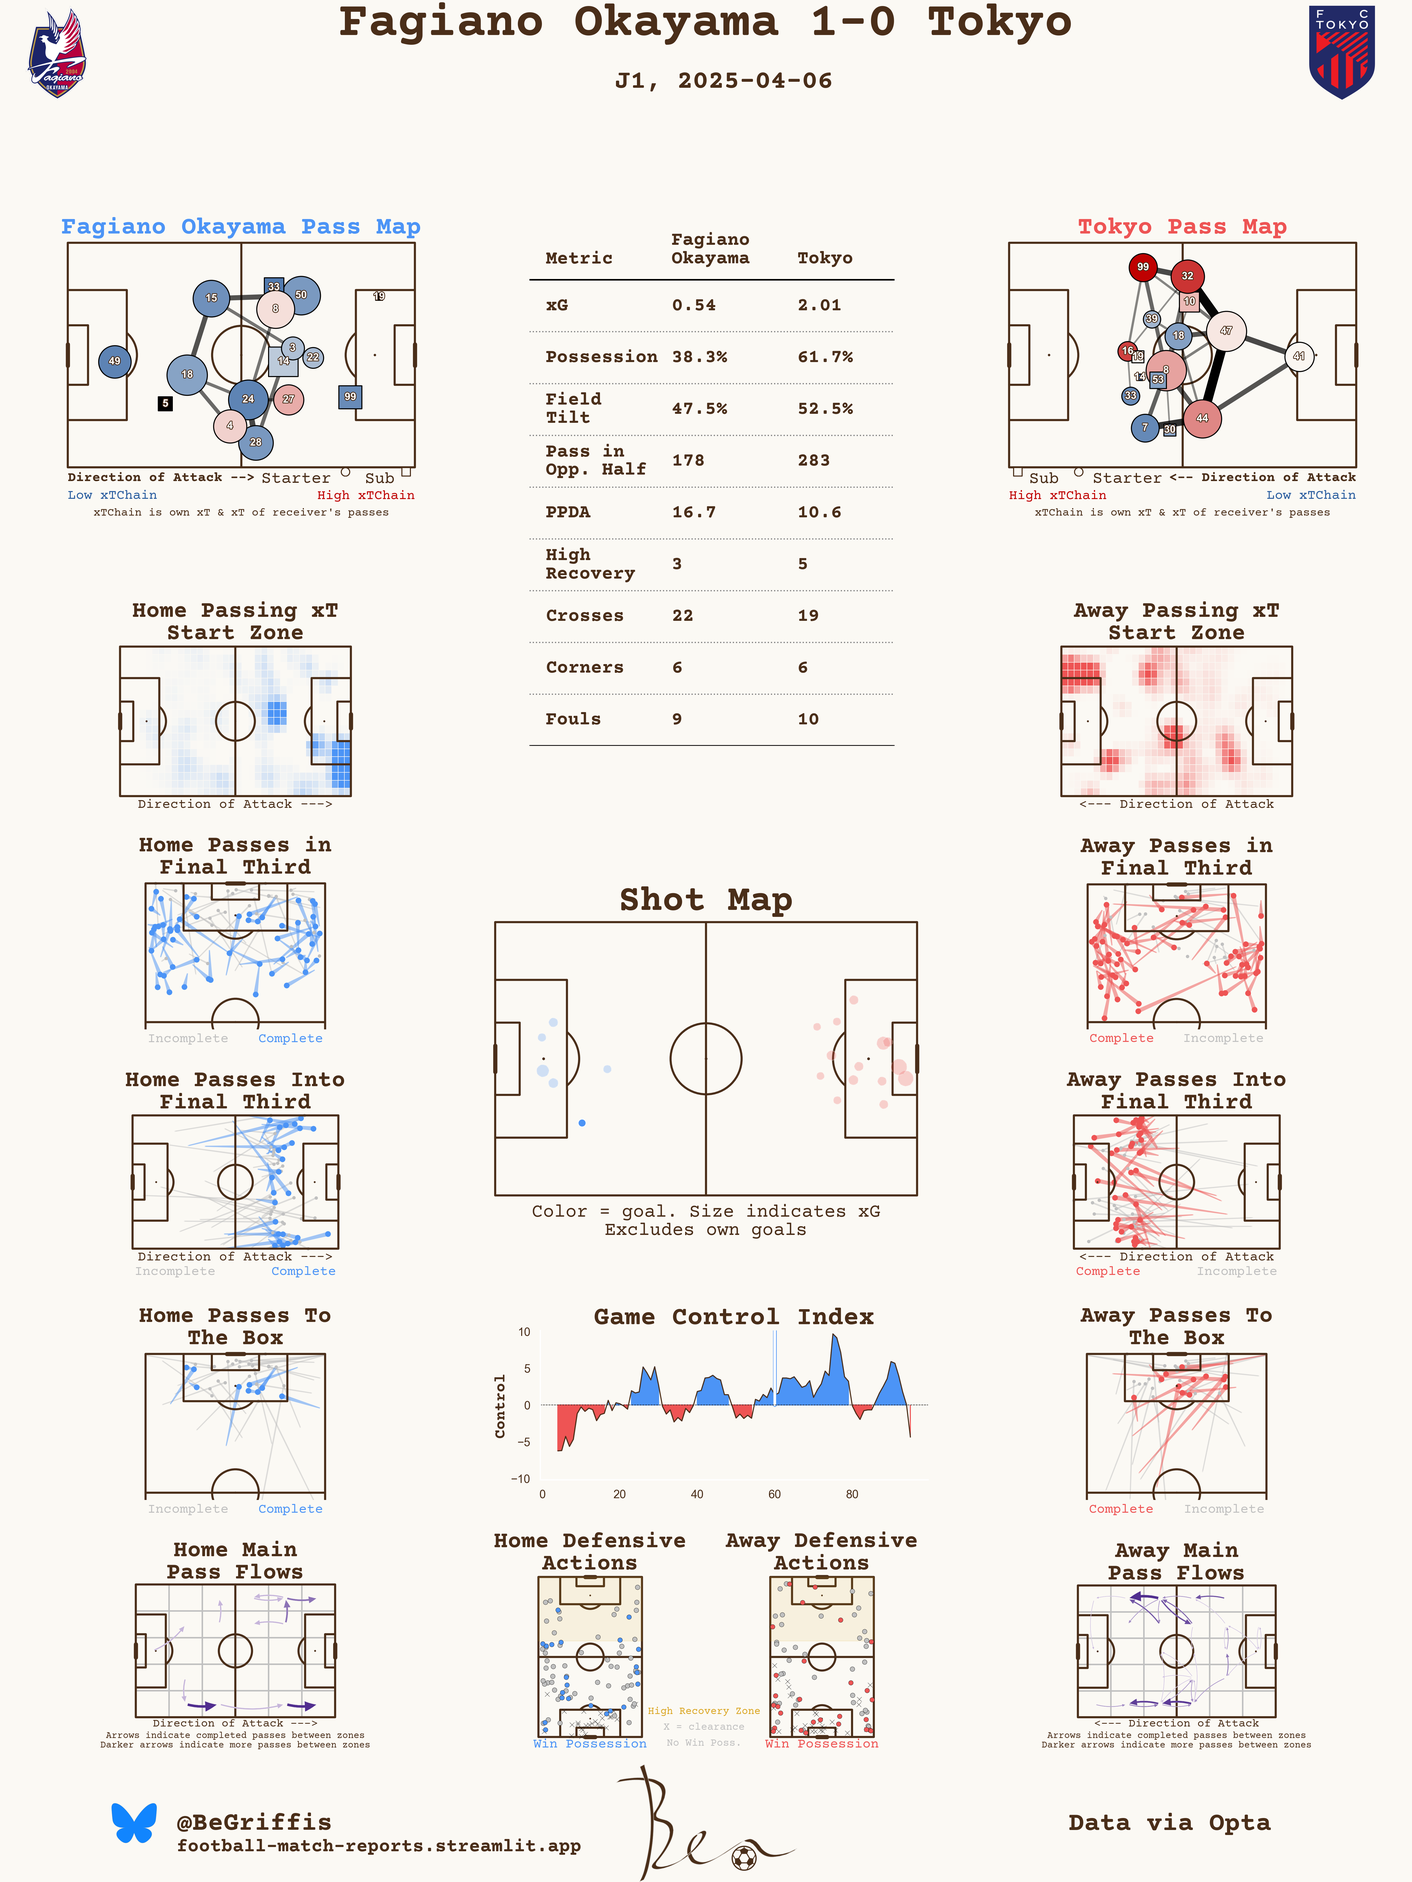 Fagiano Okayama 1-0 Tokyo
J1, 2025-04-06
Fagiano
OKAYAMA
F C
TOKYO
Fagiano Okayama Pass Map
15
33
50
8
19
49
18
3
14
22
5
24
27
99
4
28
Direction of Attack --> Starter Sub
Low xTChain High xTChain
xTChain is own xT & xT of receiver's passes
Metric Fagiano Okayama Tokyo
xG 0.54 2.01
Possession 38.3% 61.7%
Field Tilt 47.5% 52.5%
Pass in Opp. Half 178 283
PPDA 16.7 10.6
High Recovery 3 5
Crosses 22 19
Corners 6 6
Fouls 9 10
Tokyo Pass Map
99
32
10
39
18
47
16
19
41
8
14
53
33
7
30
44
Sub Starter <-- Direction of Attack
High xTChain Low xTChain
xTChain is own xT & xT of receiver's passes
Home Passing xT
Start Zone
Direction of Attack --->
Away Passing xT
Start Zone
<--- Direction of Attack
Home Passes in
Final Third
Incomplete Complete
Away Passes in
Final Third
Complete Incomplete
Shot Map
Color = goal. Size indicates xG
Excludes own goals
Home Passes Into
Final Third
Direction of Attack --->
Incomplete Complete
Away Passes Into
Final Third
<--- Direction of Attack
Complete Incomplete
Home Passes To
The Box
Incomplete Complete
Game Control Index
Control
10
5
0
−5
−10
0 20 40 60 80
Away Passes To
The Box
Complete Incomplete
Home Main
Pass Flows
Direction of Attack --->
Arrows indicate completed passes between zones
Darker arrows indicate more passes between zones
Home Defensive
Actions
Win Possession
High Recovery Zone
X = clearance
No Win Poss.
Away Defensive
Actions
Win Possession
Away Main
Pass Flows
<--- Direction of Attack
Arrows indicate completed passes between zones
Darker arrows indicate more passes between zones
@BeGriffis
football-match-reports.streamlit.app
Ben
Data via Opta